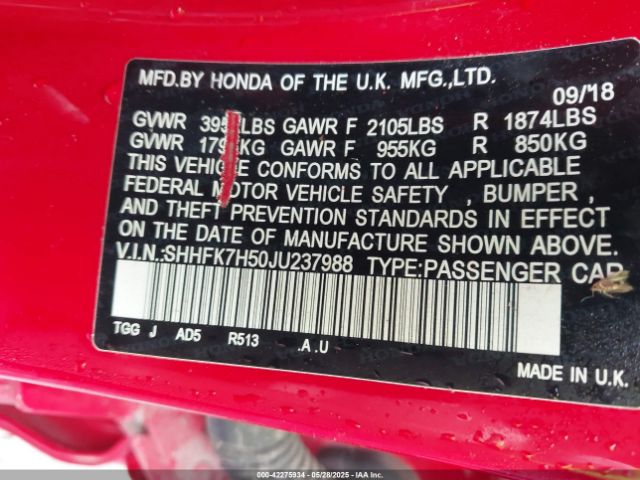 MFD.BY HONDA OF THE U.K. MFG.,LTD.
09/18
GVWR LBS GAWR F 2105LBS R 1874LBS
GVWR GAWR F 955KG R 850KG
THIS VEHICLE CONFORMS TO ALL APPLICABLE
FEDERAL MOTOR VEHICLE SAFETY , BUMPER ,
AND THEFT PREVENTION STANDARDS IN EFFECT
ON THE DATE OF MANUFACTURE SHOWN ABOVE.
V.I.N.:SHHFK7H50JU237988 TYPE:PASSENGER CAR
TGG J AD5 R513 .A.U
MADE IN U.K.
000-42275934 05/28/2025 IAA